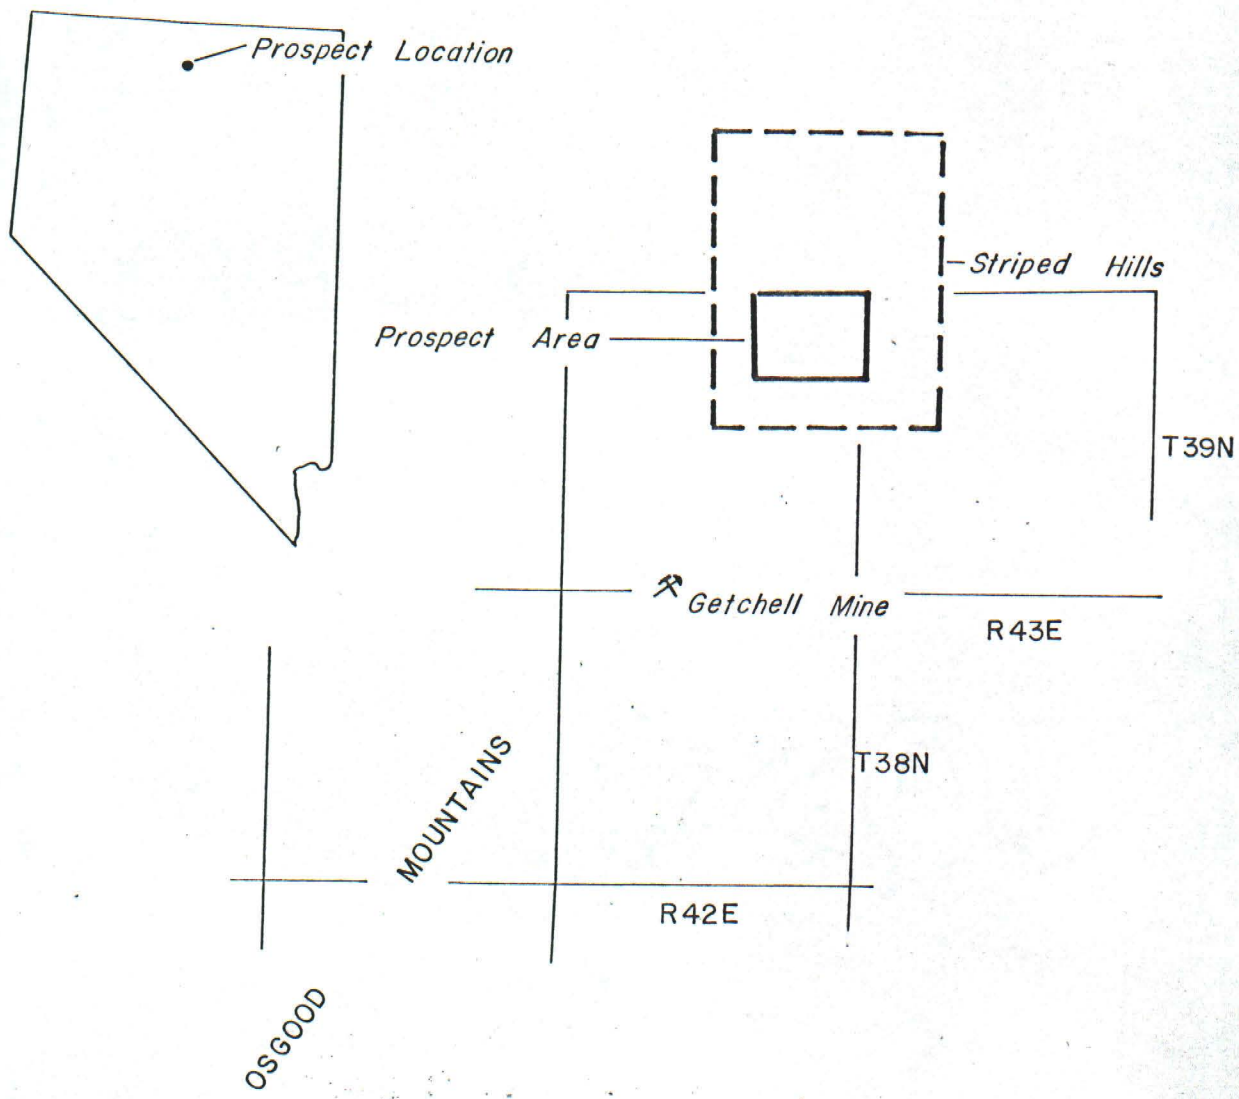 Prospect Location
Striped Hills
Prospect Area
T39N
Getchell Mine
R43E
T38N
MOUNTAINS
R42E
OSGOOD